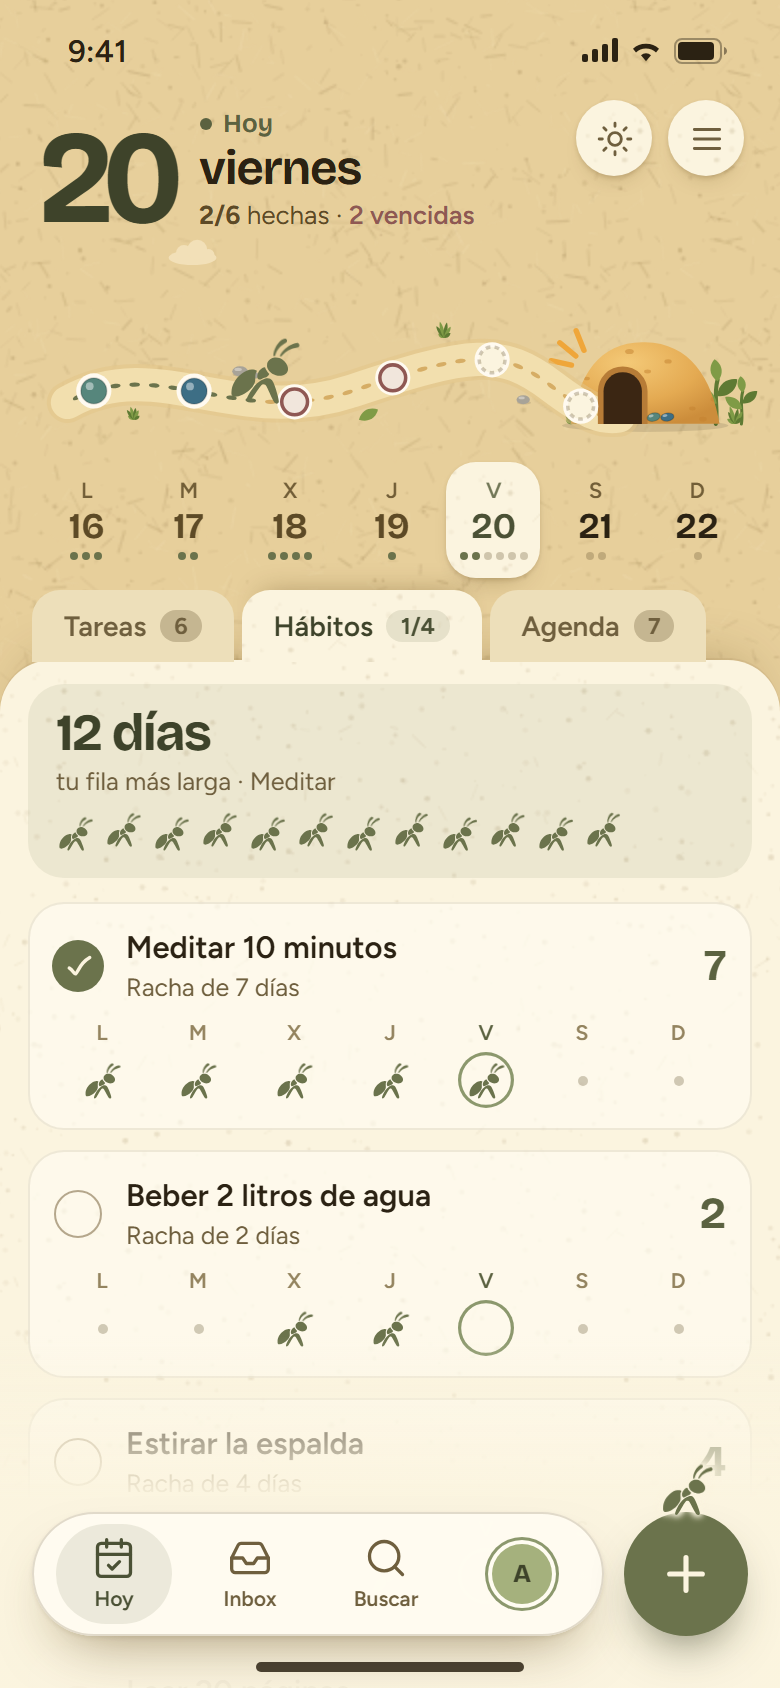 9:41
20
Hoy
viernes
2/6 hechas · 2 vencidas
L M X J V S D
16 17 18 19 20 21 22
Tareas 6 Hábitos 1/4 Agenda 7
12 días
tu fila más larga · Meditar
Meditar 10 minutos
7
Racha de 7 días
L M X J V S D
Beber 2 litros de agua
2
Racha de 2 días
L M X J V S D
Estirar la espalda
4
Racha de 4 días
Hoy Inbox Buscar A